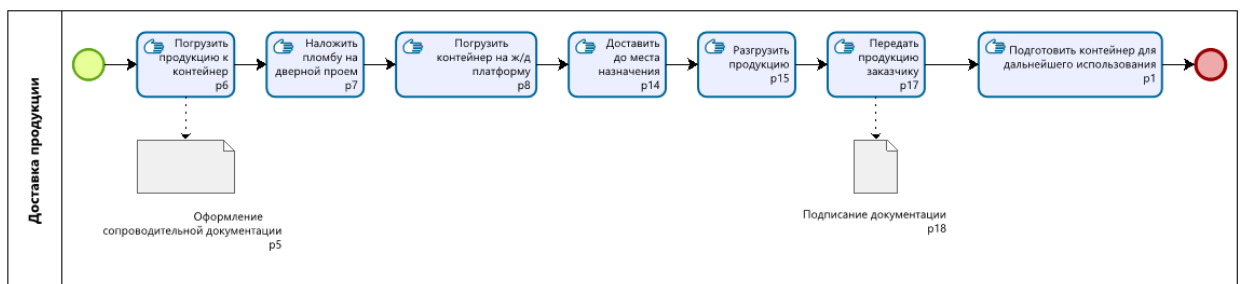 Доставка продукции
Погрузить
продукцию к
контейнер
p6
Наложить
пломбу на
дверной проем
p7
Погрузить
контейнер на ж/д
платформу
p8
Доставить
до места
назначения
p14
Разгрузить
продукцию
p15
Передать
продукцию
заказчику
p17
Подготовить контейнер для
дальнейшего использования
p1
Оформление
сопроводительной документации
p5
Подписание документации
p18